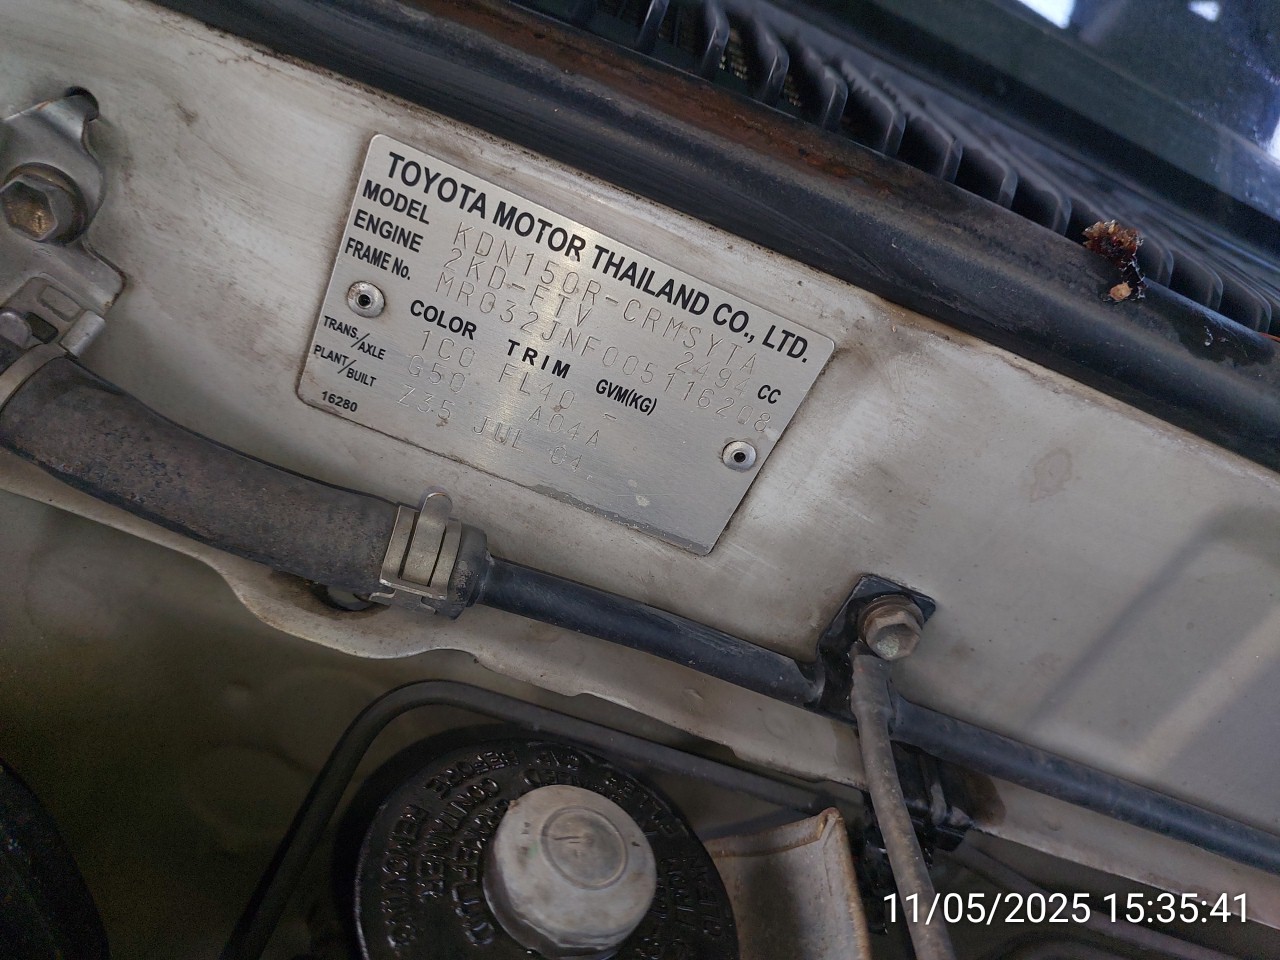 TOYOTA MOTOR THAILAND CO., LTD.
MODEL KDN150R-CRMSYTA
ENGINE 2KD-FTV 2494 CC
FRAME No. MR032JNF005116208
COLOR TRIM GVM(KG)
1C0 FL40 -
TRANS/AXLE G50 A04A
PLANT/BUILT Z35 JUL 04
16280
11/05/2025 15:35:41